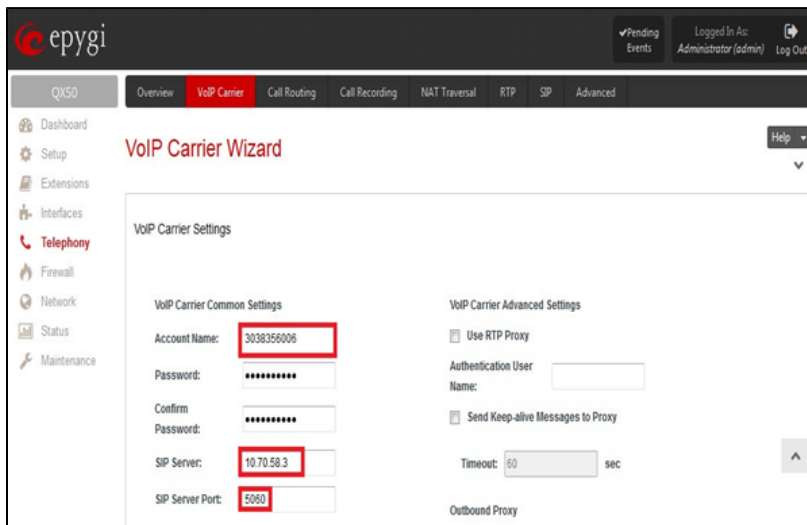 epygi
✔Pending Events
Logged In As: Administrator (admin)
Log Out
QX50
Overview VoIP Carrier Call Routing Call Recording NAT Traversal RTP SIP Advanced
Dashboard
Setup
Extensions
Interfaces
Telephony
Firewall
Network
Status
Maintenance
VoIP Carrier Wizard
Help
VoIP Carrier Settings
VoIP Carrier Common Settings
Account Name: 3038356006
Password: ••••••••••
Confirm Password: ••••••••••
SIP Server: 10.70.58.3
SIP Server Port: 5060
VoIP Carrier Advanced Settings
Use RTP Proxy
Authentication User Name:
Send Keep-alive Messages to Proxy
Timeout: 60 sec
Outbound Proxy